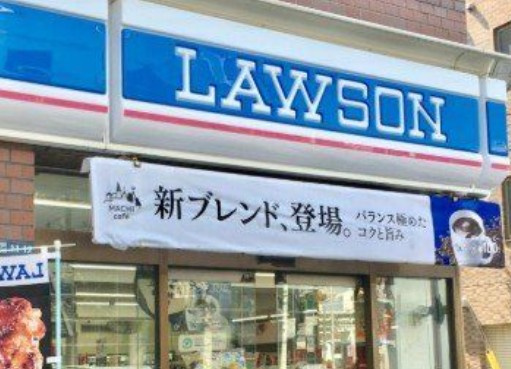 LAWSON
MACHI
café
新ブレンド、登場。
バランス極めた
コクと旨み